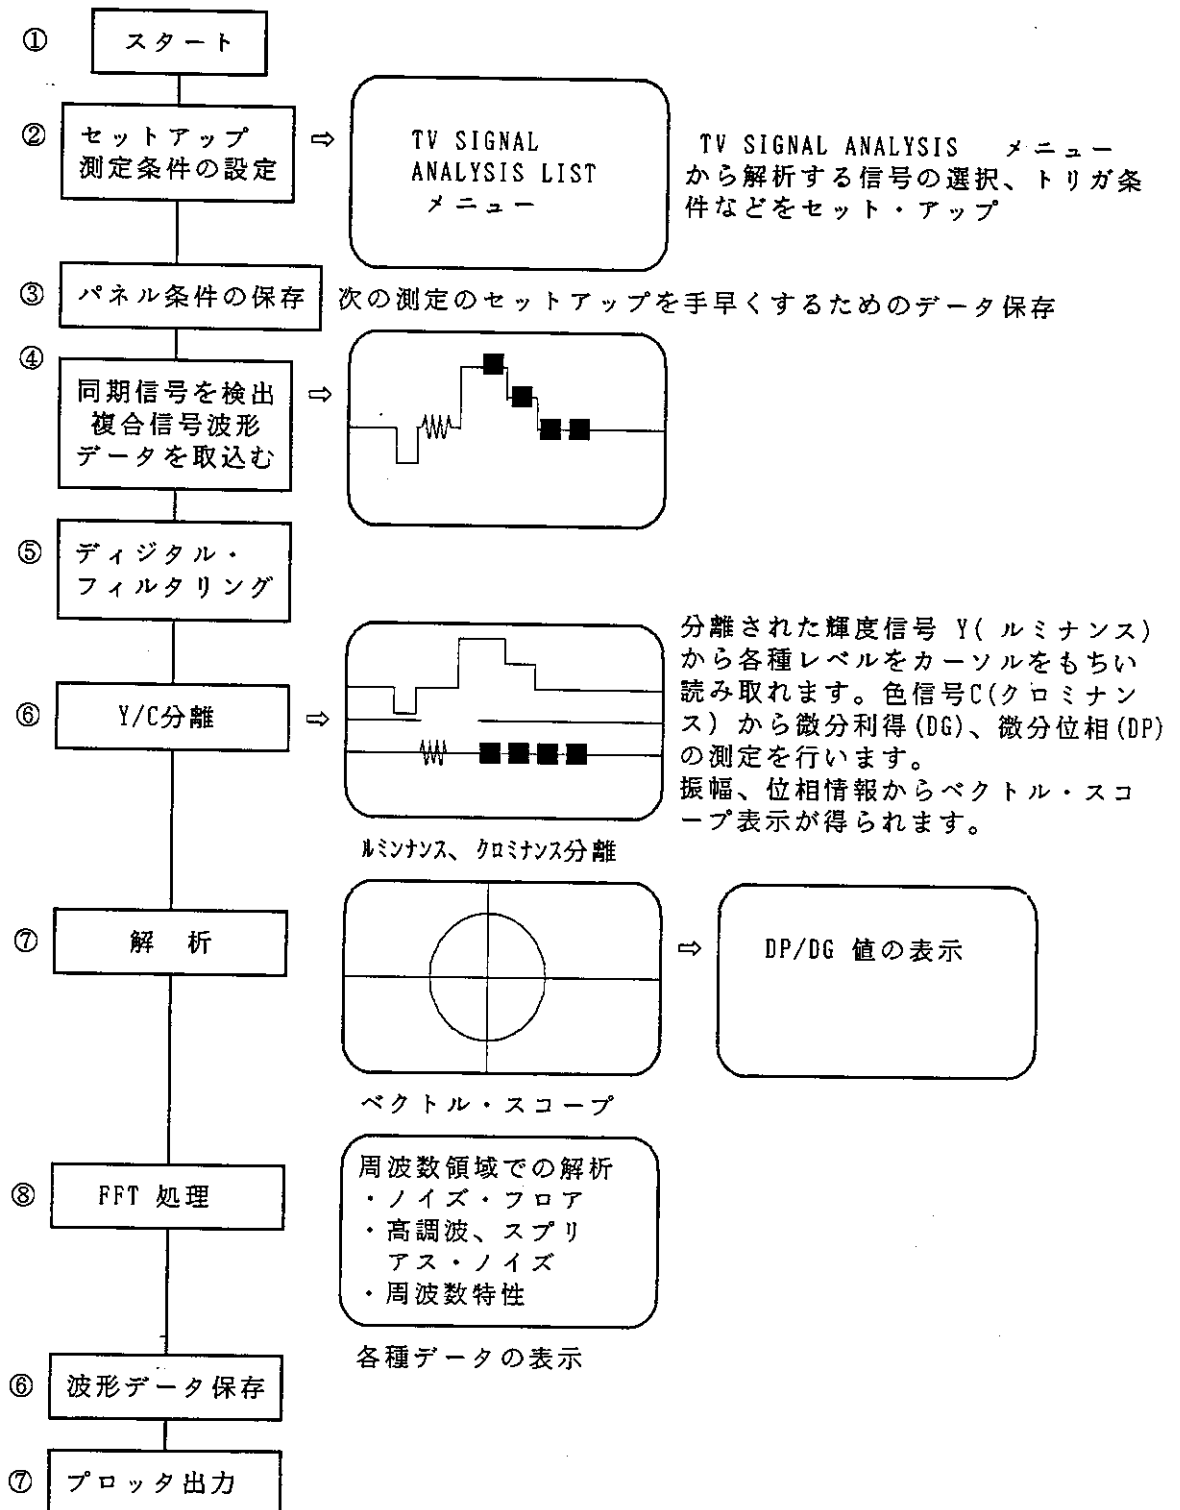 ① スタート
② セットアップ
測定条件の設定
⇨
TV SIGNAL
ANALYSIS LIST
メニュー
TV SIGNAL ANALYSIS メニュー
から解析する信号の選択、トリガ条
件などをセット・アップ
③ パネル条件の保存 次の測定のセットアップを手早くするためのデータ保存
④ 同期信号を検出
複合信号波形
データを取込む
⇨
⑤ ディジタル・
フィルタリング
⑥ Y/C分離 ⇨
分離された輝度信号 Y( ルミナンス)
から各種レベルをカーソルをもちい
読み取れます。色信号C(クロミナン
ス) から微分利得(DG)、微分位相(DP)
の測定を行います。
振幅、位相情報からベクトル・スコ
ープ表示が得られます。
ルミンナンス、クロミナンス分離
⑦ 解 析
⇨ DP/DG 値の表示
ベクトル・スコープ
⑧ FFT 処理
周波数領域での解析
・ノイズ・フロア
・高調波、スプリ
アス・ノイズ
・周波数特性
各種データの表示
⑥ 波形データ保存
⑦ プロッタ出力